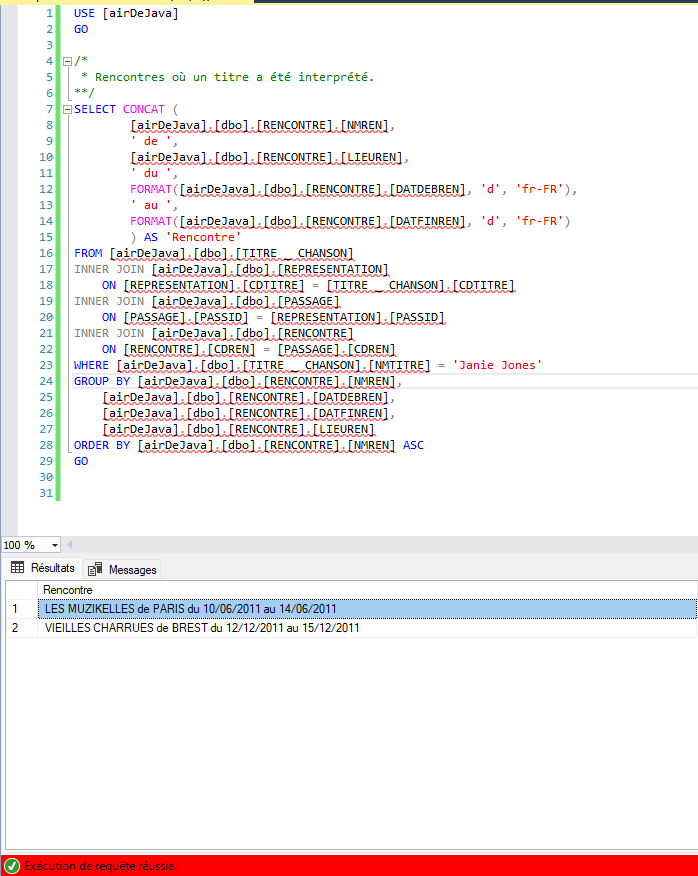 1 USE [airDeJava]
2 GO
3
4 /*
5 * Rencontres où un titre a été interprété.
6 **/
7 SELECT CONCAT (
8 [airDeJava].[dbo].[RENCONTRE].[NMREN],
9 ' de ',
10 [airDeJava].[dbo].[RENCONTRE].[LIEUREN],
11 ' du ',
12 FORMAT([airDeJava].[dbo].[RENCONTRE].[DATDEBREN], 'd', 'fr-FR'),
13 ' au ',
14 FORMAT([airDeJava].[dbo].[RENCONTRE].[DATFINREN], 'd', 'fr-FR')
15 ) AS 'Rencontre'
16 FROM [airDeJava].[dbo].[TITRE _ CHANSON]
17 INNER JOIN [airDeJava].[dbo].[REPRESENTATION]
18 ON [REPRESENTATION].[CDTITRE] = [TITRE _ CHANSON].[CDTITRE]
19 INNER JOIN [airDeJava].[dbo].[PASSAGE]
20 ON [PASSAGE].[PASSID] = [REPRESENTATION].[PASSID]
21 INNER JOIN [airDeJava].[dbo].[RENCONTRE]
22 ON [RENCONTRE].[CDREN] = [PASSAGE].[CDREN]
23 WHERE [airDeJava].[dbo].[TITRE _ CHANSON].[NMTITRE] = 'Janie Jones'
24 GROUP BY [airDeJava].[dbo].[RENCONTRE].[NMREN],
25 [airDeJava].[dbo].[RENCONTRE].[DATDEBREN],
26 [airDeJava].[dbo].[RENCONTRE].[DATFINREN],
27 [airDeJava].[dbo].[RENCONTRE].[LIEUREN]
28 ORDER BY [airDeJava].[dbo].[RENCONTRE].[NMREN] ASC
29 GO
30
31
100 %
Résultats Messages
Rencontre
1 LES MUZIKELLES de PARIS du 10/06/2011 au 14/06/2011
2 VIEILLES CHARRUES de BREST du 12/12/2011 au 15/12/2011
Exécution de requête réussie.